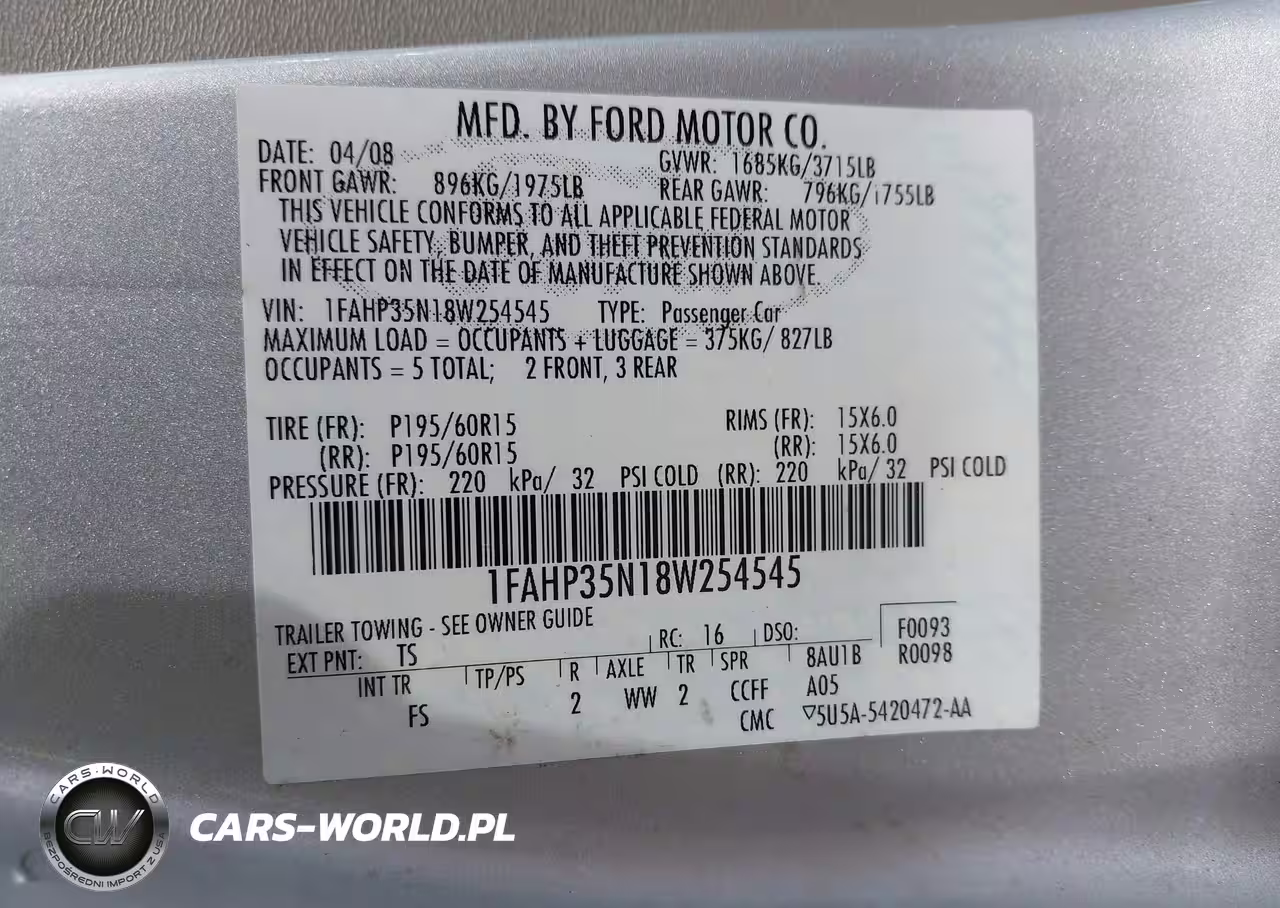 MFD. BY FORD MOTOR CO.
DATE: 04/08 GVWR: 1685KG/3715LB
FRONT GAWR: 896KG/1975LB REAR GAWR: 796KG/1755LB
THIS VEHICLE CONFORMS TO ALL APPLICABLE FEDERAL MOTOR
VEHICLE SAFETY, BUMPER, AND THEFT PREVENTION STANDARDS
IN EFFECT ON THE DATE OF MANUFACTURE SHOWN ABOVE.
VIN: 1FAHP35N18W254545 TYPE: Passenger Car
MAXIMUM LOAD = OCCUPANTS + LUGGAGE = 375KG/ 827LB
OCCUPANTS = 5 TOTAL; 2 FRONT, 3 REAR
TIRE (FR): P195/60R15 RIMS (FR): 15X6.0
(RR): P195/60R15 (RR): 15X6.0
PRESSURE (FR): 220 kPa/ 32 PSI COLD (RR): 220 kPa/ 32 PSI COLD
1FAHP35N18W254545
TRAILER TOWING - SEE OWNER GUIDE
EXT PNT: TS RC: 16 DSO: F0093
INT TR TP/PS R AXLE TR SPR 8AU1B R0098
FS 2 WW 2 CCFF A05
CMC 5U5A-5420472-AA
CARS-WORLD
CW
BEZPOŚREDNI IMPORT Z USA
CARS-WORLD.PL